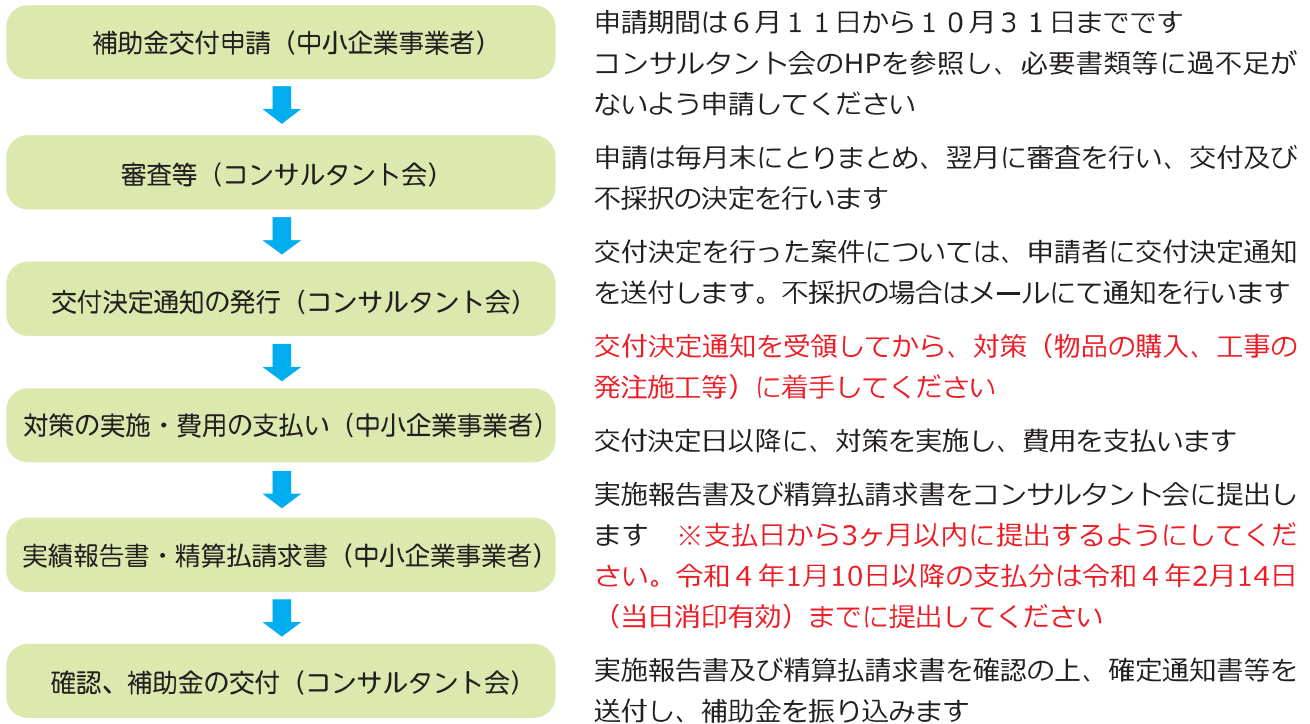 補助金交付申請（中小企業事業者）
申請期間は６月１１日から１０月３１日までです
コンサルタント会のHPを参照し、必要書類等に過不足が
ないよう申請してください
審査等（コンサルタント会）
申請は毎月末にとりまとめ、翌月に審査を行い、交付及び
不採択の決定を行います
交付決定通知の発行（コンサルタント会）
交付決定を行った案件については、申請者に交付決定通知
を送付します。不採択の場合はメールにて通知を行います
交付決定通知を受領してから、対策（物品の購入、工事の
発注施工等）に着手してください
対策の実施・費用の支払い（中小企業事業者）
交付決定日以降に、対策を実施し、費用を支払います
実績報告書・精算払請求書（中小企業事業者）
実施報告書及び精算払請求書をコンサルタント会に提出し
ます　※支払日から3ヶ月以内に提出するようにしてくだ
さい。令和４年1月10日以降の支払分は令和４年2月14日
（当日消印有効）までに提出してください
確認、補助金の交付（コンサルタント会）
実施報告書及び精算払請求書を確認の上、確定通知書等を
送付し、補助金を振り込みます